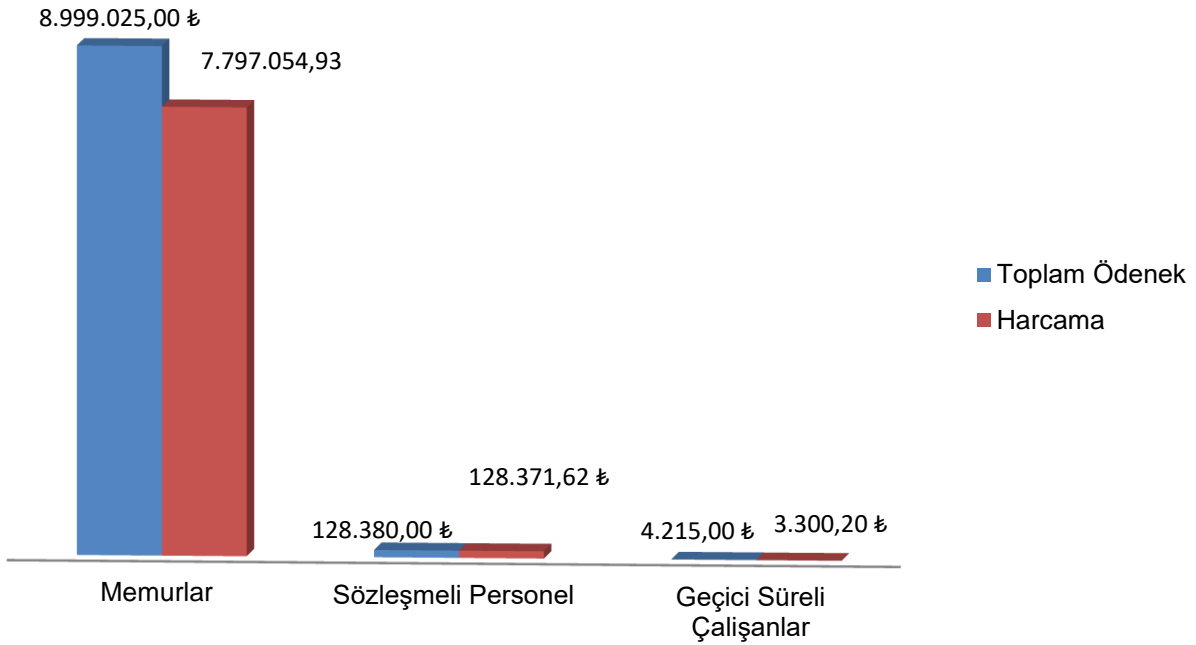 8.999.025,00 ₺
7.797.054,93
128.380,00 ₺
128.371,62 ₺
4.215,00 ₺
3.300,20 ₺
Memurlar
Sözleşmeli Personel
Geçici Süreli
Çalişanlar
Toplam Ödenek
Harcama